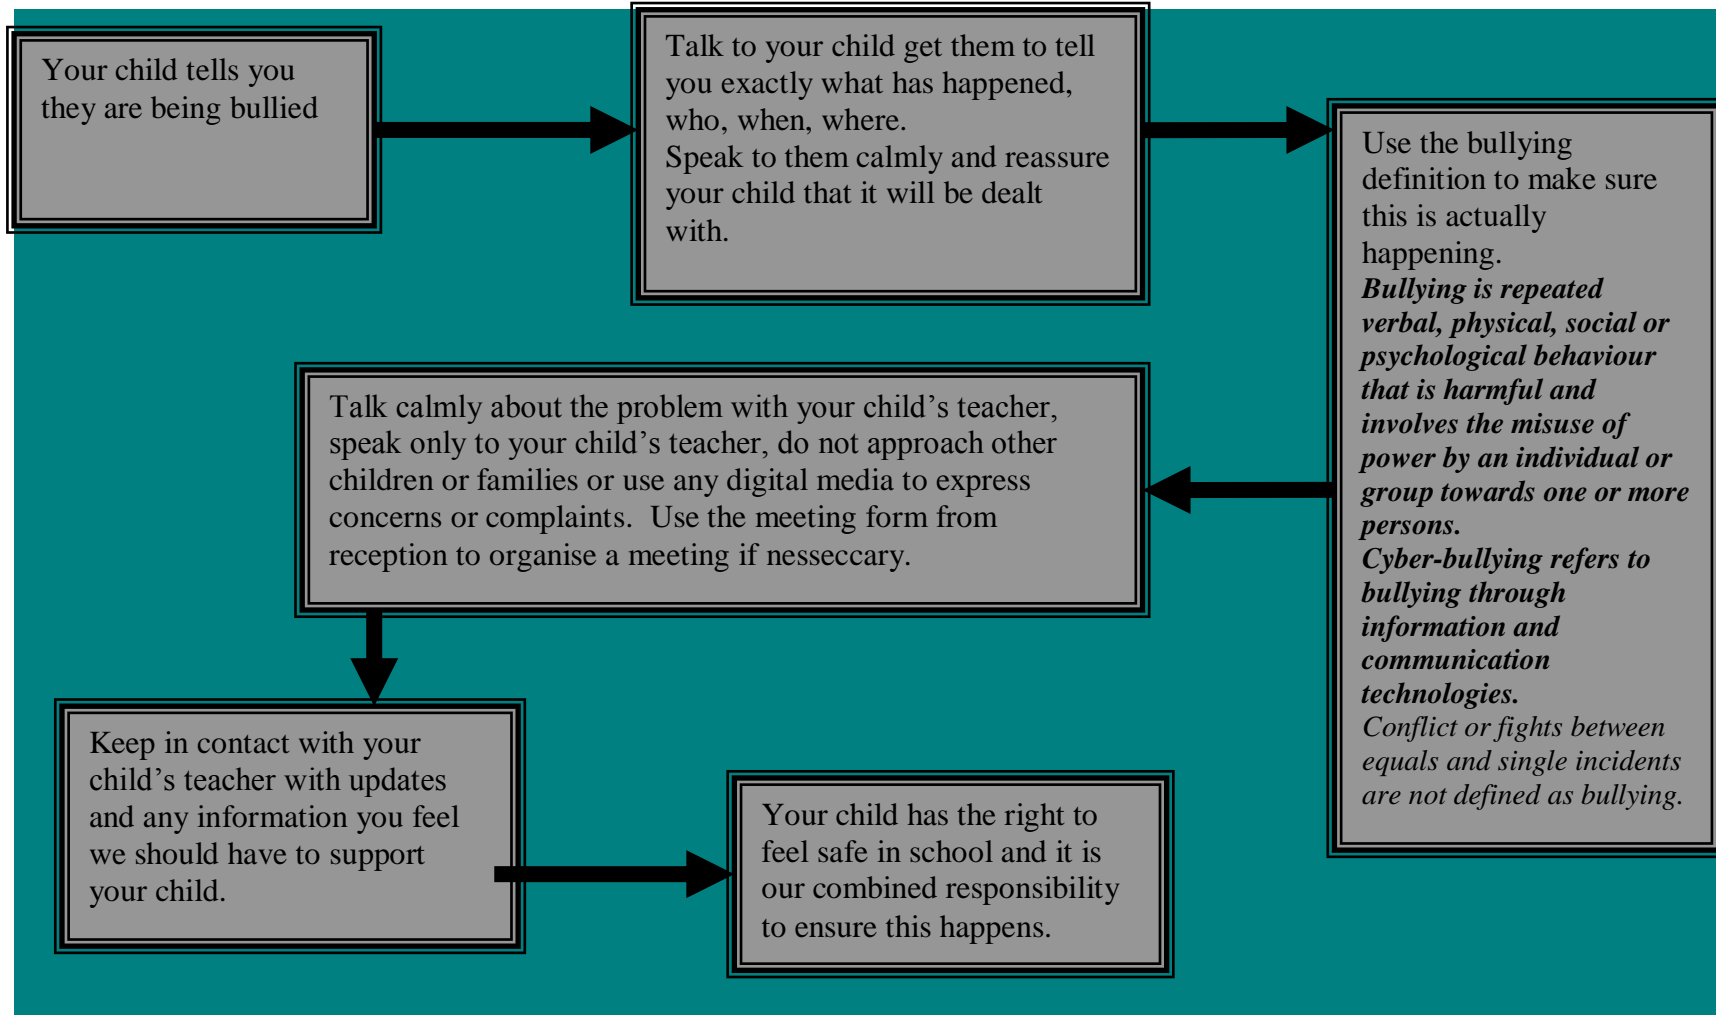 Your child tells you
they are being bullied
Talk to your child get them to tell
you exactly what has happened,
who, when, where.
Speak to them calmly and reassure
your child that it will be dealt
with.
Use the bullying
definition to make sure
this is actually
happening.
Bullying is repeated
verbal, physical, social or
psychological behaviour
that is harmful and
involves the misuse of
power by an individual or
group towards one or more
persons.
Cyber-bullying refers to
bullying through
information and
communication
technologies.
Conflict or fights between
equals and single incidents
are not defined as bullying.
Talk calmly about the problem with your child’s teacher,
speak only to your child’s teacher, do not approach other
children or families or use any digital media to express
concerns or complaints.  Use the meeting form from
reception to organise a meeting if nesseccary.
Keep in contact with your
child’s teacher with updates
and any information you feel
we should have to support
your child.
Your child has the right to
feel safe in school and it is
our combined responsibility
to ensure this happens.